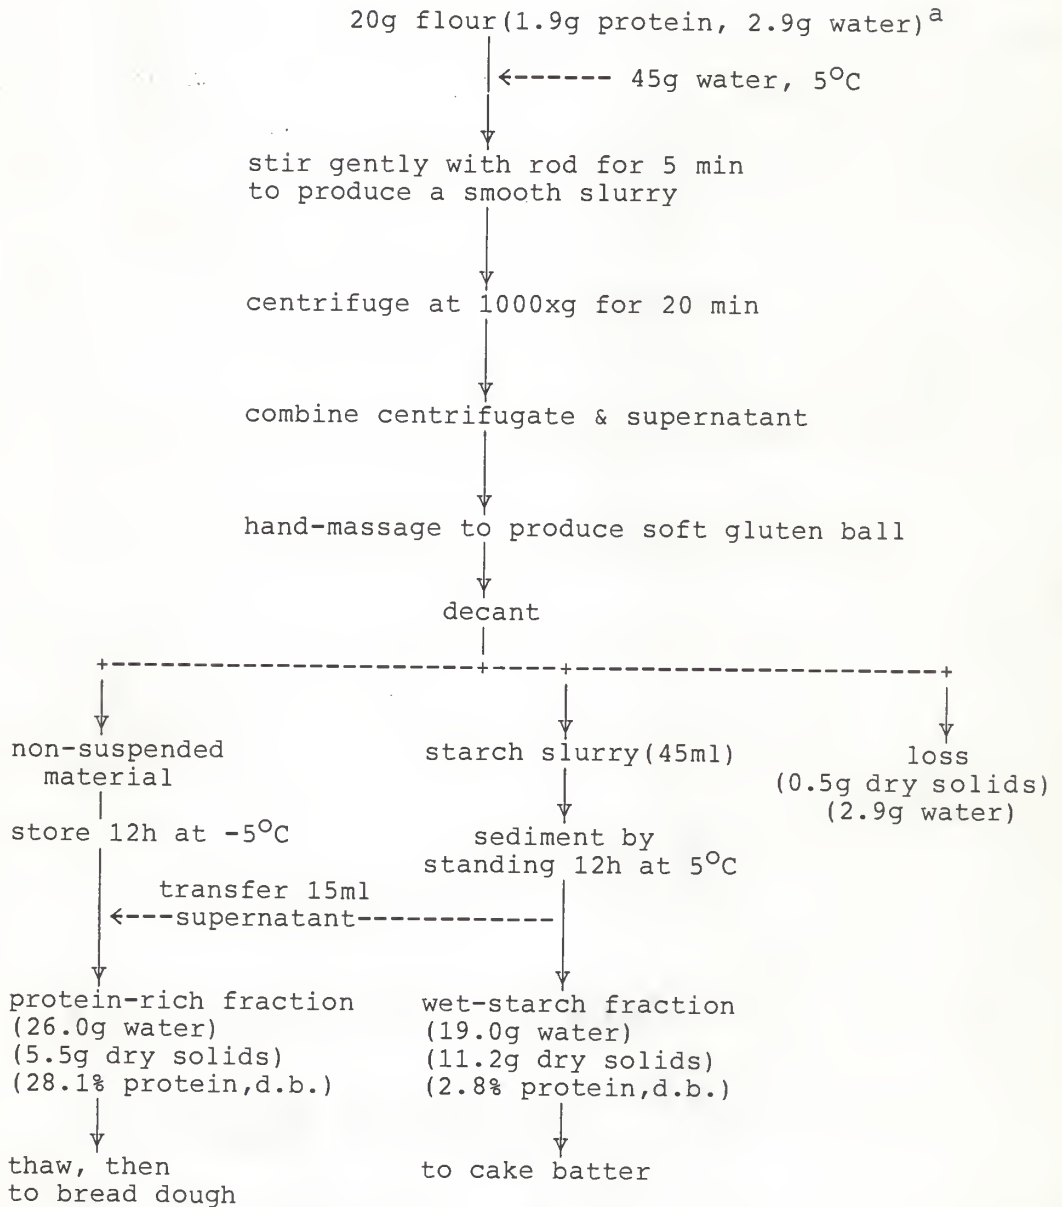 20g flour(1.9g protein, 2.9g water)ᵃ
45g water, 5°C
stir gently with rod for 5 min
to produce a smooth slurry
centrifuge at 1000xg for 20 min
combine centrifugate & supernatant
hand-massage to produce soft gluten ball
decant
non-suspended
material
store 12h at -5°C
starch slurry(45ml)
sediment by
standing 12h at 5°C
loss
(0.5g dry solids)
(2.9g water)
transfer 15ml
supernatant
protein-rich fraction
(26.0g water)
(5.5g dry solids)
(28.1% protein,d.b.)
thaw, then
to bread dough
wet-starch fraction
(19.0g water)
(11.2g dry solids)
(2.8% protein,d.b.)
to cake batter